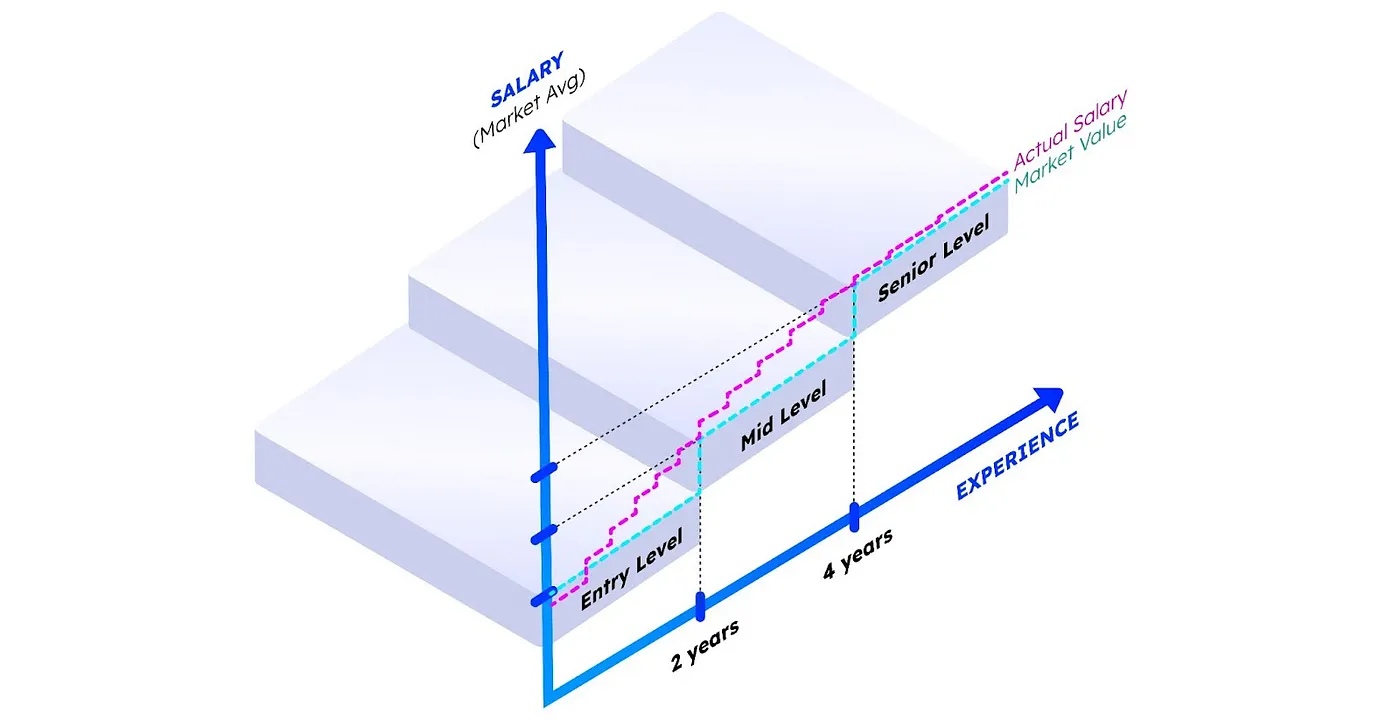 SALARY
(Market Avg)
Actual Salary
Market Value
Senior Level
Mid Level
Entry Level
EXPERIENCE
4 years
2 years